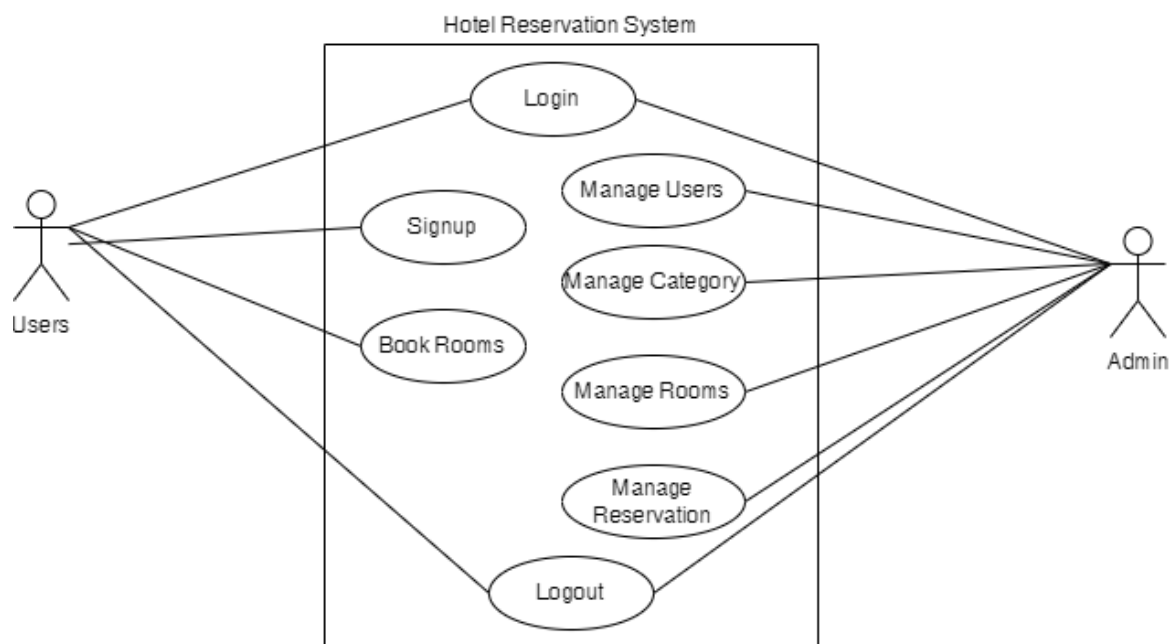 Hotel Reservation System
Login
Manage Users
Signup
Manage Category
Users
Book Rooms
Admin
Manage Rooms
Manage
Reservation
Logout